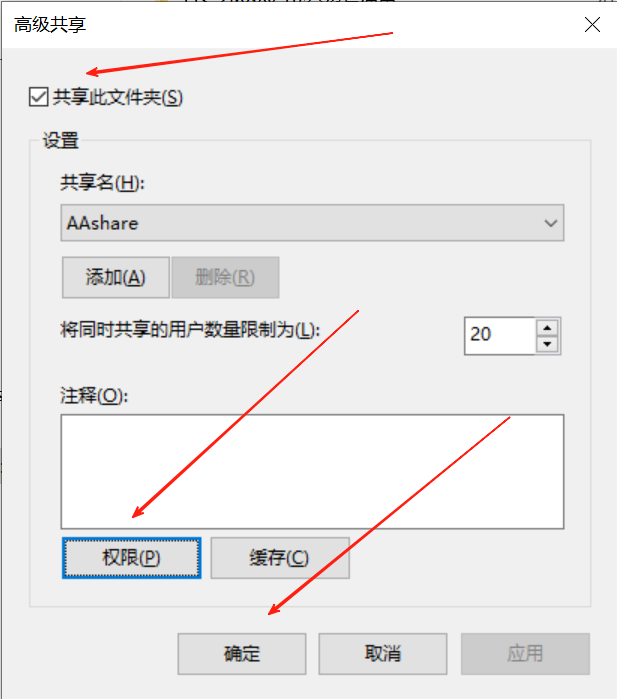 高级共享
共享此文件夹(S)
设置
共享名(H):
AAshare
添加(A) 删除(R)
将同时共享的用户数量限制为(L): 20
注释(O):
权限(P) 缓存(C)
确定 取消 应用